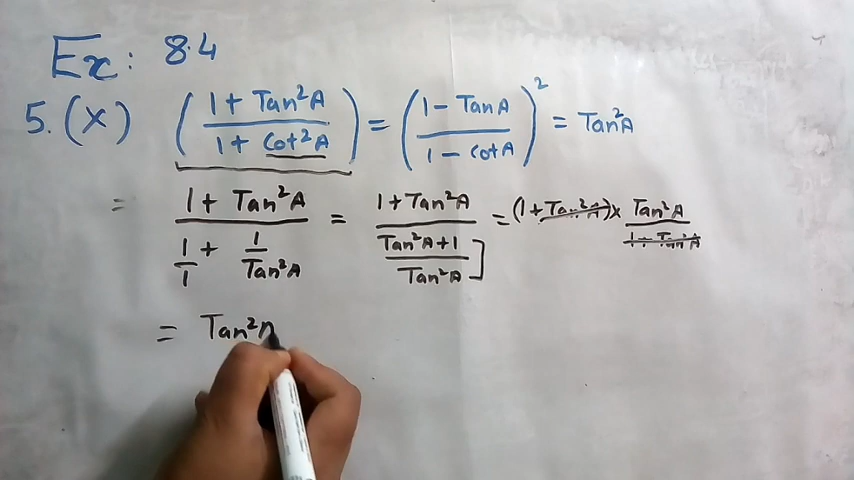 Ex: 8.4
5. (x) ((1 + Tan²A)/(1 + Cot²A)) = ((1 - TanA)/(1 - CotA))² = Tan²A
= (1 + Tan²A)/(1/1 + 1/Tan²A) = (1 + Tan²A)/((Tan²A + 1)/Tan²A) = (1 + Tan²A) × Tan²A/(1 + Tan²A)
= Tan²A